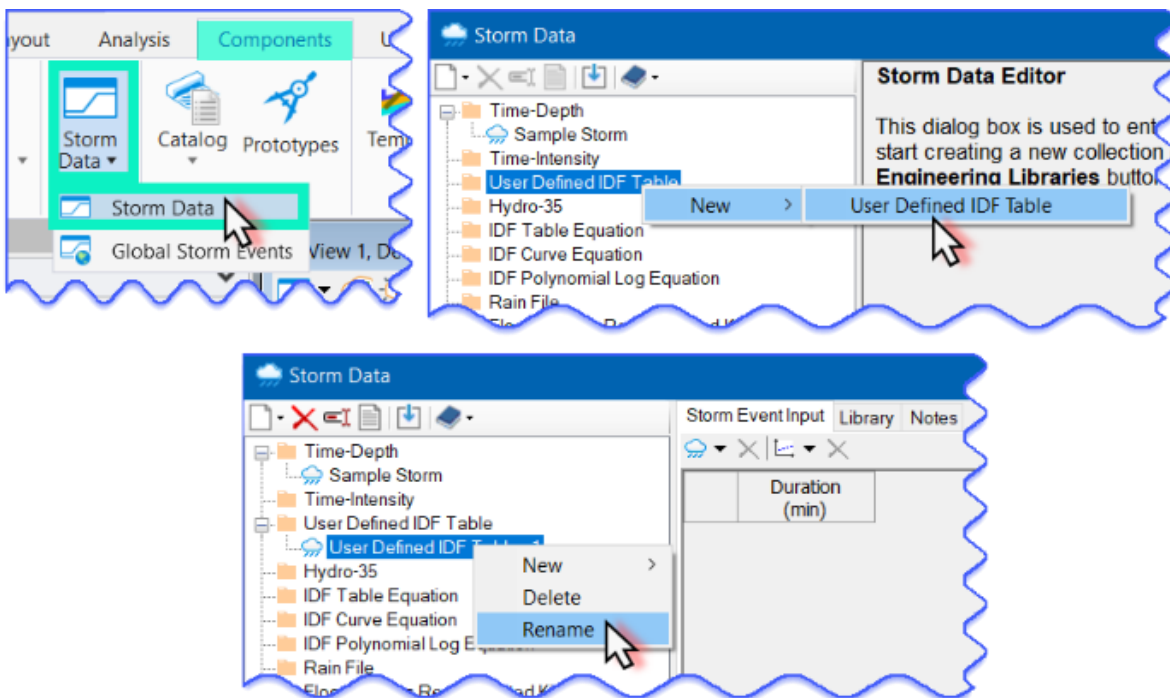 Layout Analysis Components
Storm Data
Catalog
Prototypes
Storm Data
Global Storm Events
View 1, De
Storm Data
Time-Depth
Sample Storm
Time-Intensity
User Defined IDF Table
Hydro-35
IDF Table Equation
IDF Curve Equation
IDF Polynomial Log Equation
Rain File
New
User Defined IDF Table
Storm Data Editor
This dialog box is used to ent
start creating a new collection
Engineering Libraries button
Storm Data
Time-Depth
Sample Storm
Time-Intensity
User Defined IDF Table
User Defined IDF
Hydro-35
IDF Table Equation
IDF Curve Equation
IDF Polynomial Log
Rain File
New
Delete
Rename
Storm Event Input Library Notes
Duration
(min)